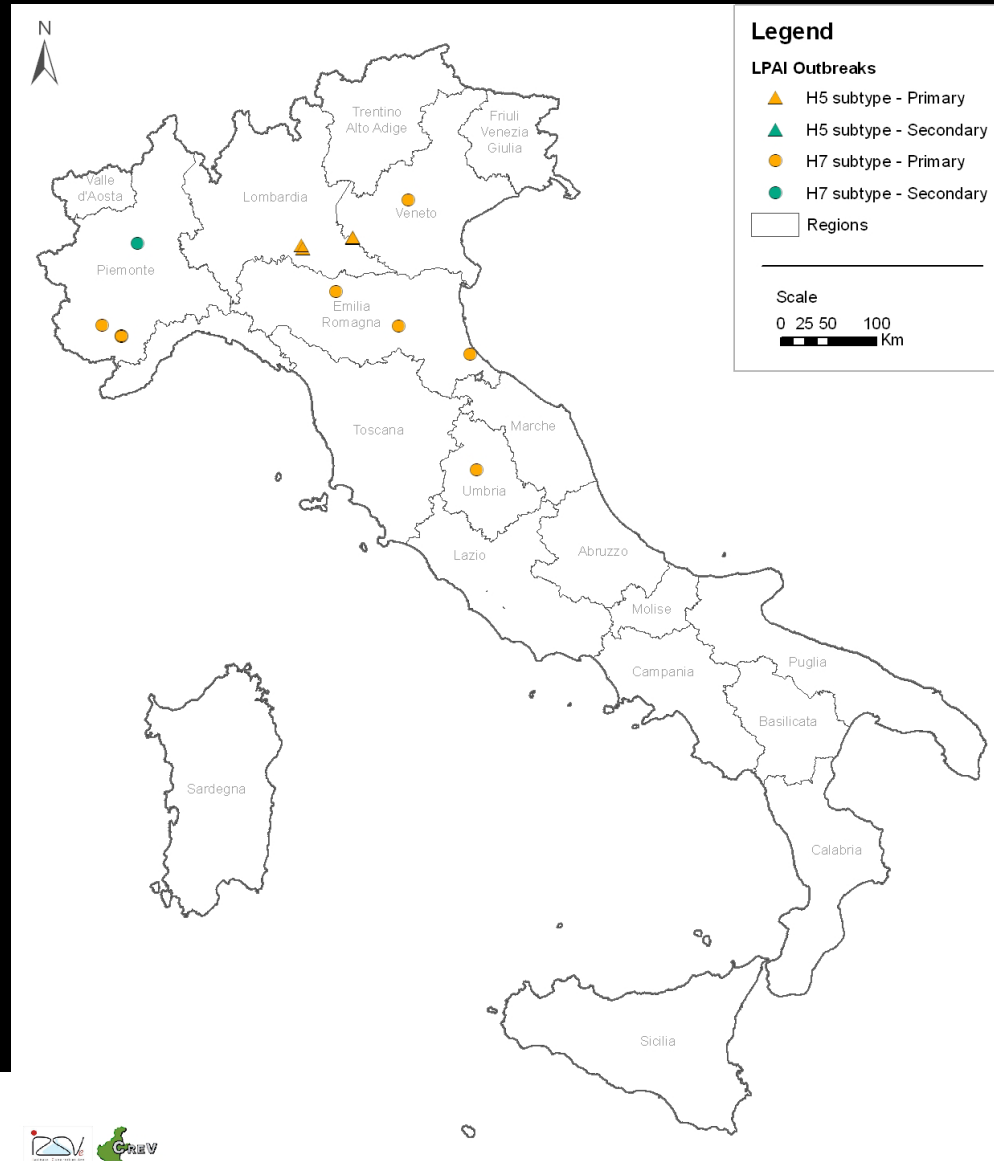 N
Legend
LPAI Outbreaks
H5 subtype - Primary
H5 subtype - Secondary
H7 subtype - Primary
H7 subtype - Secondary
Regions
Scale
0 25 50 100
Km
Trentino
Alto Adige
Friuli
Venezia
Giulia
Valle
d'Aosta
Lombardia
Veneto
Piemonte
Emilia
Romagna
Toscana
Marche
Umbria
Lazio
Abruzzo
Molise
Campania
Puglia
Basilicata
Sardegna
Calabria
Sicilia
CREV